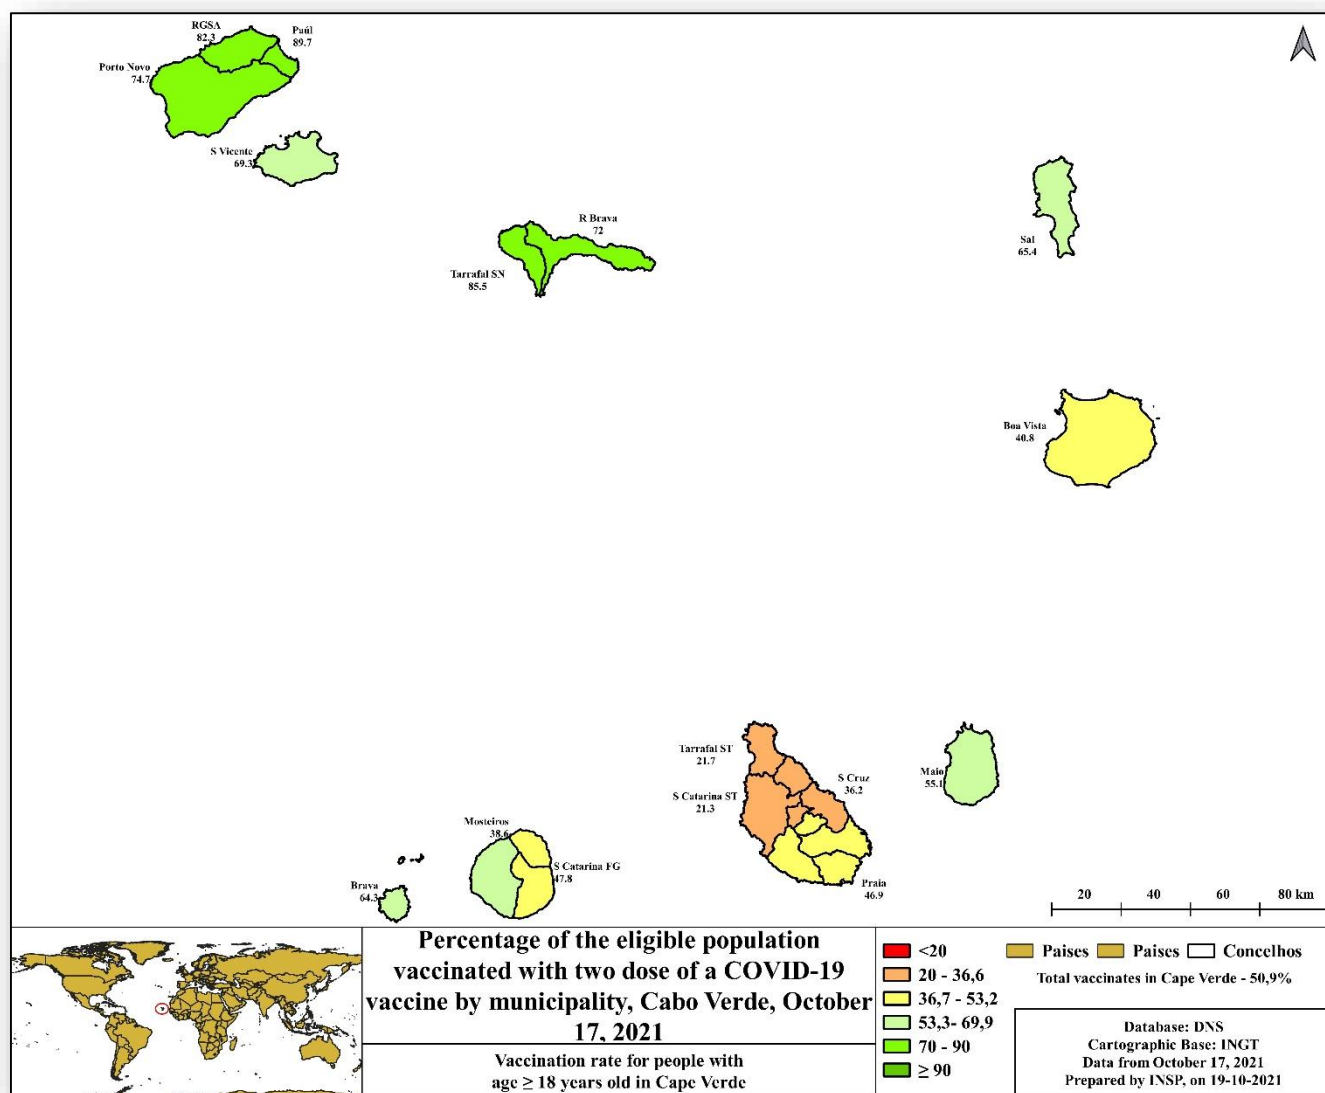 RGSA
82.3
Paúl
89.7
Porto Novo
74.7
S Vicente
69.3
R Brava
72
Tarrafal SN
85.5
Sal
65.4
Boa Vista
40.8
Tarrafal ST
21.7
S Catarina ST
21.3
S Cruz
36.2
Maio
55.1
Mosteiros
38.6
S Catarina FG
47.8
Brava
64.3
Praia
46.9
20 40 60 80 km
Percentage of the eligible population
vaccinated with two dose of a COVID-19
vaccine by municipality, Cabo Verde, October
17, 2021
Vaccination rate for people with
age ≥ 18 years old in Cape Verde
<20
20 - 36,6
36,7 - 53,2
53,3- 69,9
70 - 90
≥ 90
Paises Paises Concelhos
Total vaccinates in Cape Verde - 50,9%
Database: DNS
Cartographic Base: INGT
Data from October 17, 2021
Prepared by INSP, on 19-10-2021